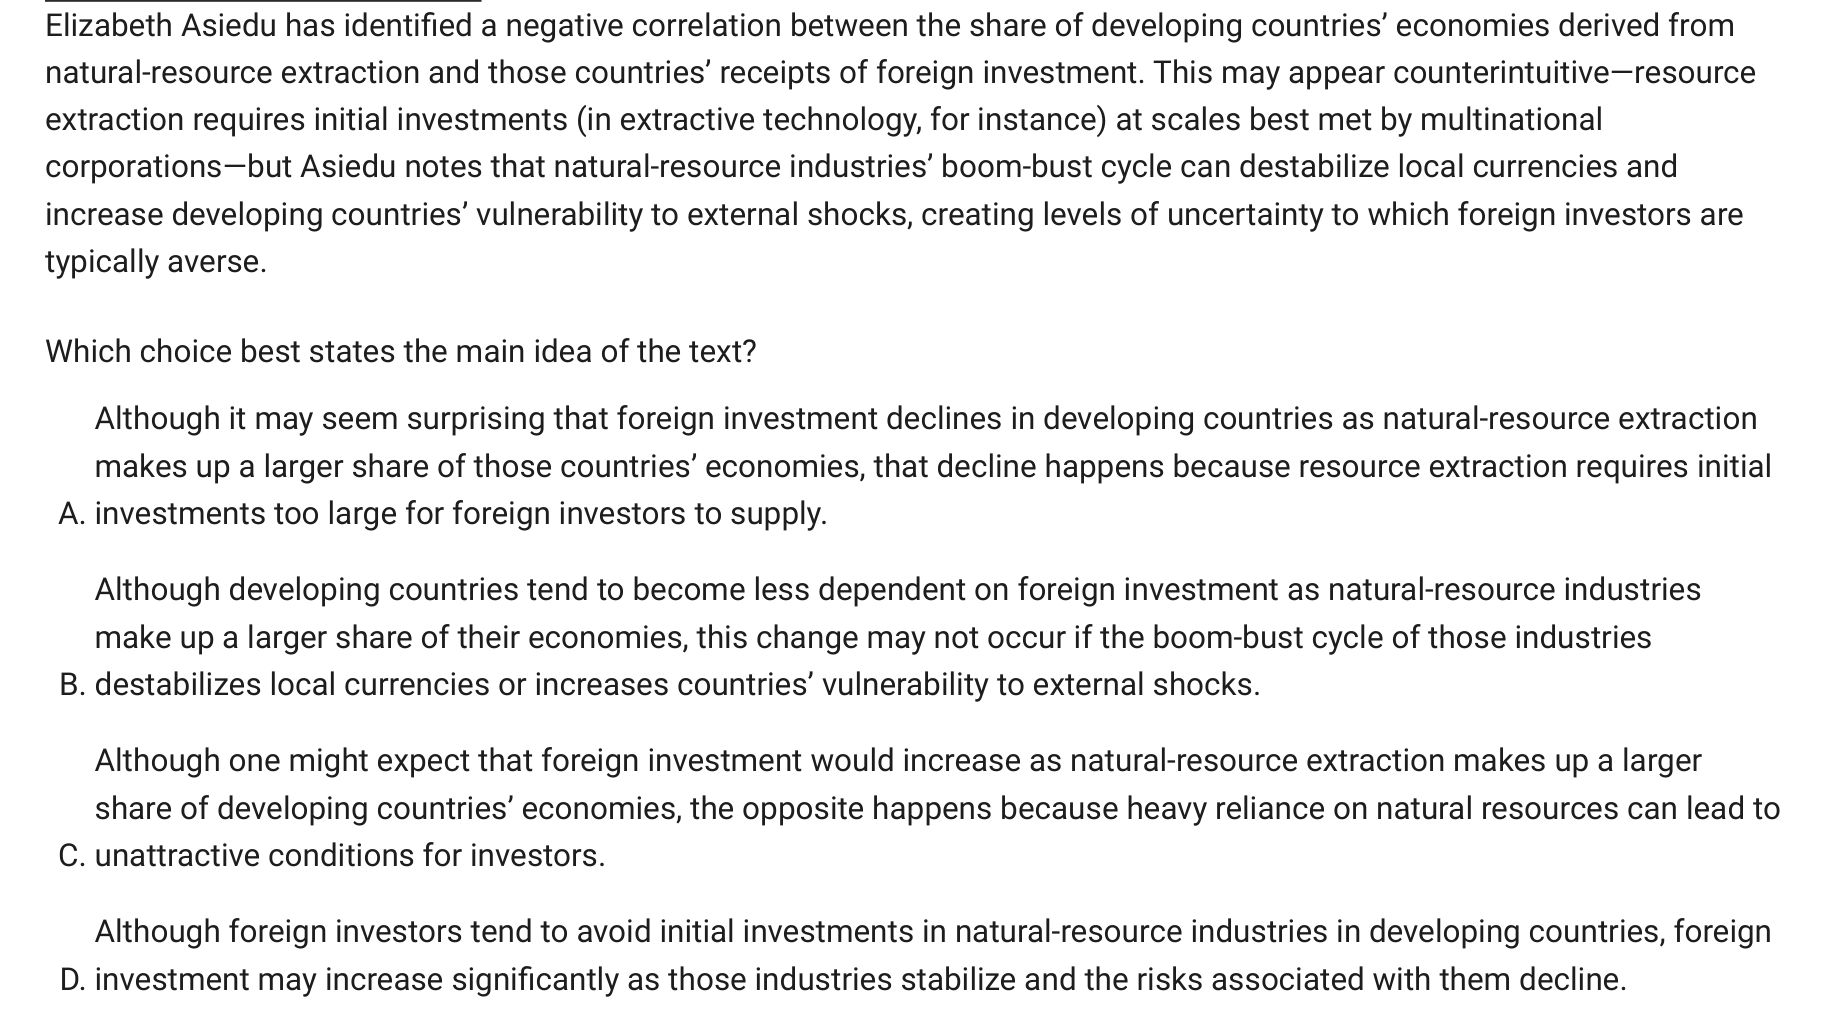 Elizabeth Asiedu has identified a negative correlation between the share of developing countries’ economies derived from
natural-resource extraction and those countries’ receipts of foreign investment. This may appear counterintuitive—resource
extraction requires initial investments (in extractive technology, for instance) at scales best met by multinational
corporations—but Asiedu notes that natural-resource industries’ boom-bust cycle can destabilize local currencies and
increase developing countries’ vulnerability to external shocks, creating levels of uncertainty to which foreign investors are
typically averse.
Which choice best states the main idea of the text?
Although it may seem surprising that foreign investment declines in developing countries as natural-resource extraction
makes up a larger share of those countries’ economies, that decline happens because resource extraction requires initial
A. investments too large for foreign investors to supply.
Although developing countries tend to become less dependent on foreign investment as natural-resource industries
make up a larger share of their economies, this change may not occur if the boom-bust cycle of those industries
B. destabilizes local currencies or increases countries’ vulnerability to external shocks.
Although one might expect that foreign investment would increase as natural-resource extraction makes up a larger
share of developing countries’ economies, the opposite happens because heavy reliance on natural resources can lead to
C. unattractive conditions for investors.
Although foreign investors tend to avoid initial investments in natural-resource industries in developing countries, foreign
D. investment may increase significantly as those industries stabilize and the risks associated with them decline.